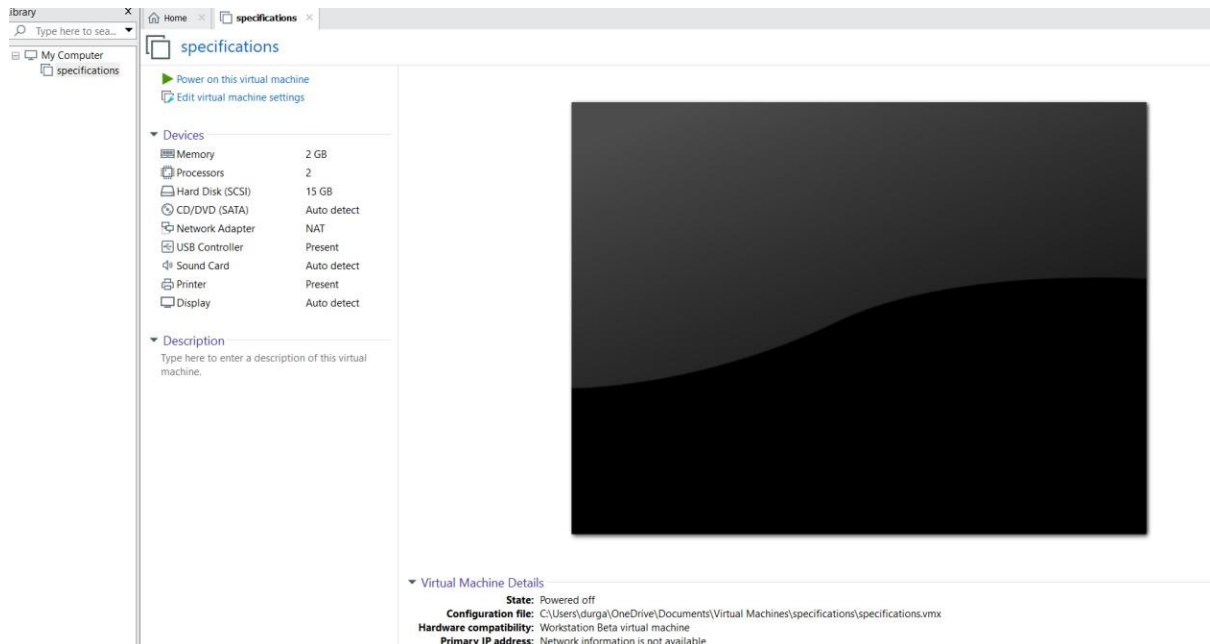 ibrary X
Type here to sea...
My Computer
specifications
Home × specifications ×
specifications
Power on this virtual machine
Edit virtual machine settings
Devices
Memory 2 GB
Processors 2
Hard Disk (SCSI) 15 GB
CD/DVD (SATA) Auto detect
Network Adapter NAT
USB Controller Present
Sound Card Auto detect
Printer Present
Display Auto detect
Description
Type here to enter a description of this virtual
machine.
Virtual Machine Details
State: Powered off
Configuration file: C:\Users\durga\OneDrive\Documents\Virtual Machines\specifications\specifications.vmx
Hardware compatibility: Workstation Beta virtual machine
Primary IP address: Network information is not available